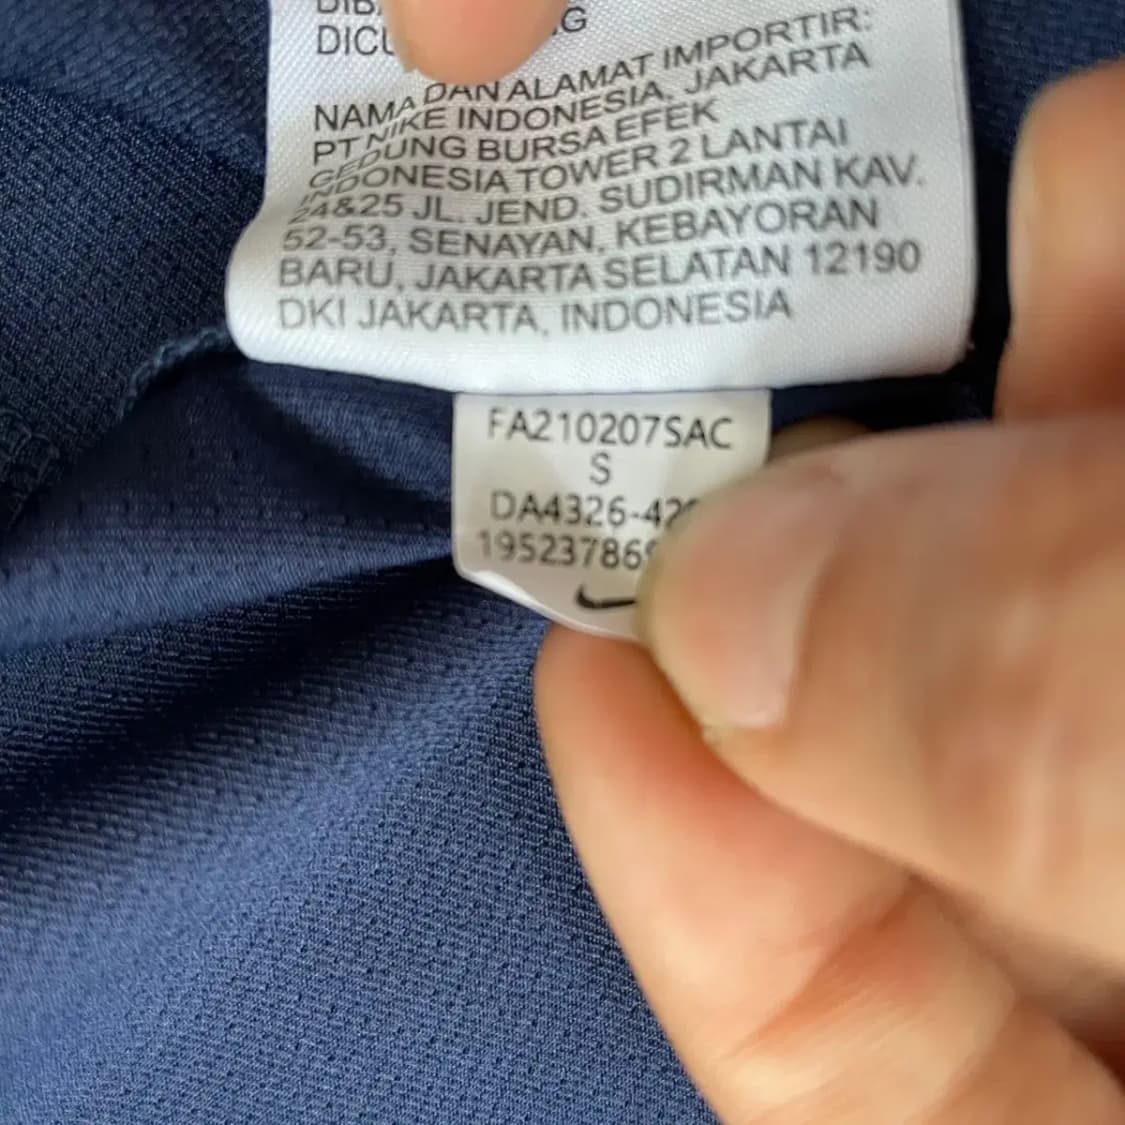 NAMA DAN ALAMAT IMPORTIR:
PT NIKE INDONESIA, JAKARTA
GEDUNG BURSA EFEK
INDONESIA TOWER 2 LANTAI
24&25 JL. JEND. SUDIRMAN KAV.
52-53, SENAYAN, KEBAYORAN
BARU, JAKARTA SELATAN 12190
DKI JAKARTA, INDONESIA
FA210207SAC
S